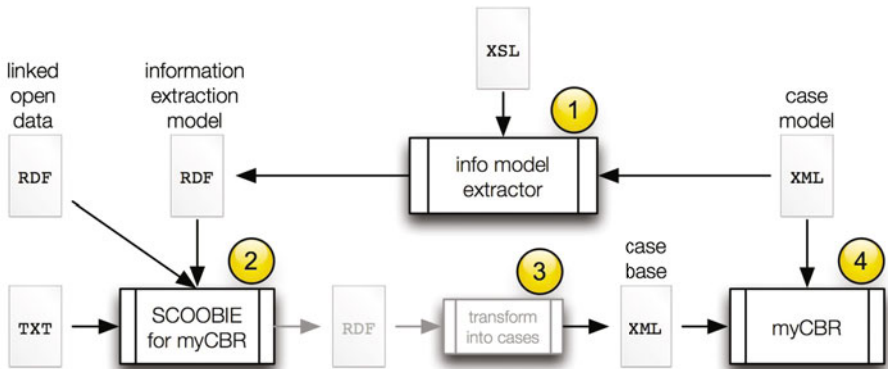 XSL
linked
open
data
information
extraction
model
1
case
model
RDF
RDF
info model
extractor
XML
2
3
case
base
4
TXT
SCOOBIE
for myCBR
RDF
transform
into cases
XML
myCBR